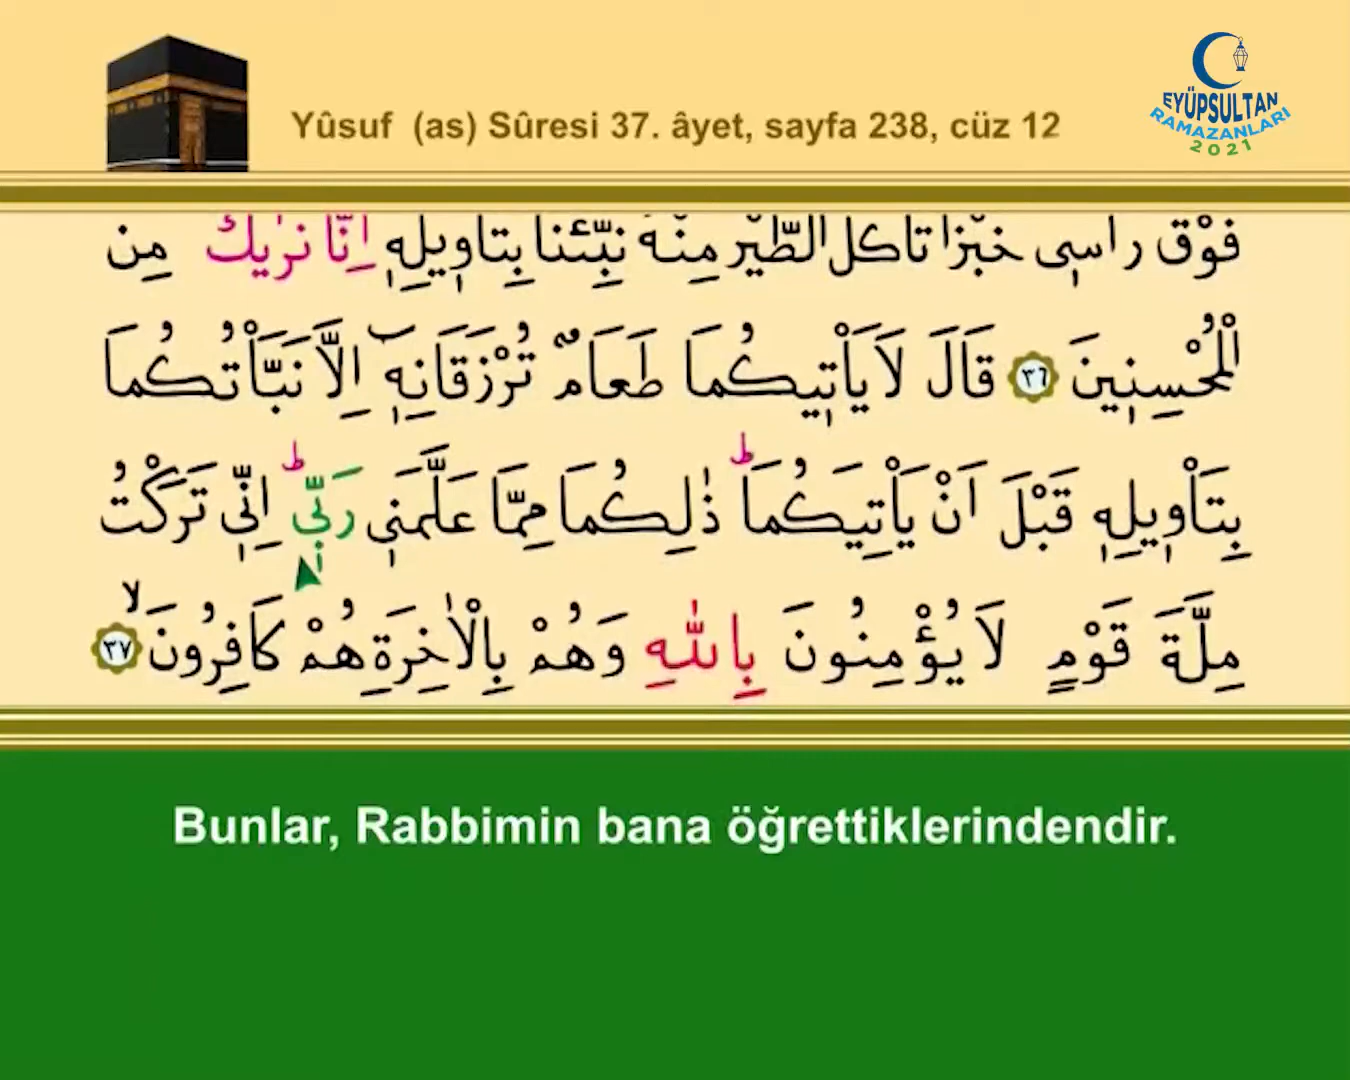 Yûsuf (as) Sûresi 37. âyet, sayfa 238, cüz 12
EYÜPSULTAN
RAMAZANLARI
2021
فَوْقَ رَاْسٖى خُبْزًا تَاْكُلُ الطَّيْرُ مِنْهُ نَبِّئْنَا بِتَاْوٖيلِهٖ اِنَّا نَرٰيكَ مِنَ
الْمُحْسِنٖينَ ﴿٣٦﴾ قَالَ لَا يَاْتٖيكُمَا طَعَامٌ تُرْزَقَانِهٖٓ اِلَّا نَبَّاْتُكُمَا
بِتَاْوٖيلِهٖ قَبْلَ اَنْ يَاْتِيَكُمَاؕ ذٰلِكُمَا مِمَّا عَلَّمَنٖى رَبّٖىؕ اِنّٖى تَرَكْتُ
مِلَّةَ قَوْمٍ لَا يُؤْمِنُونَ بِاللّٰهِ وَهُمْ بِالْاٰخِرَةِ هُمْ كَافِرُونَۙ ﴿٣٧﴾
Bunlar, Rabbimin bana öğrettiklerindendir.